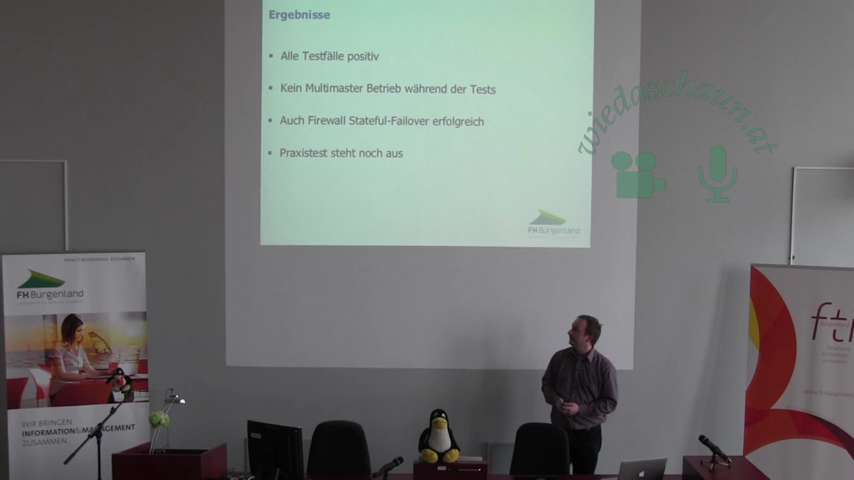 Ergebnisse
Alle Testfälle positiv
Kein Multimaster Betrieb während der Tests
Auch Firewall Stateful-Failover erfolgreich
Praxistest steht noch aus
FH Burgenland
wiedaschaun.at
FH Burgenland
WIR BRINGEN
INFORMATION & MANAGEMENT
ZUSAMMEN